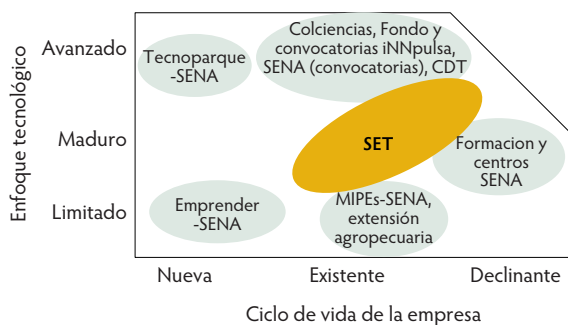 Enfoque tecnológico
Avanzado
Maduro
Limitado
Tecnoparque
-SENA
Colciencias, Fondo y
convocatorias iNNpulsa,
SENA (convocatorias), CDT
SET
Formacion y
centros
SENA
Emprender
-SENA
MIPEs-SENA,
extensión
agropecuaria
Nueva
Existente
Declinante
Ciclo de vida de la empresa